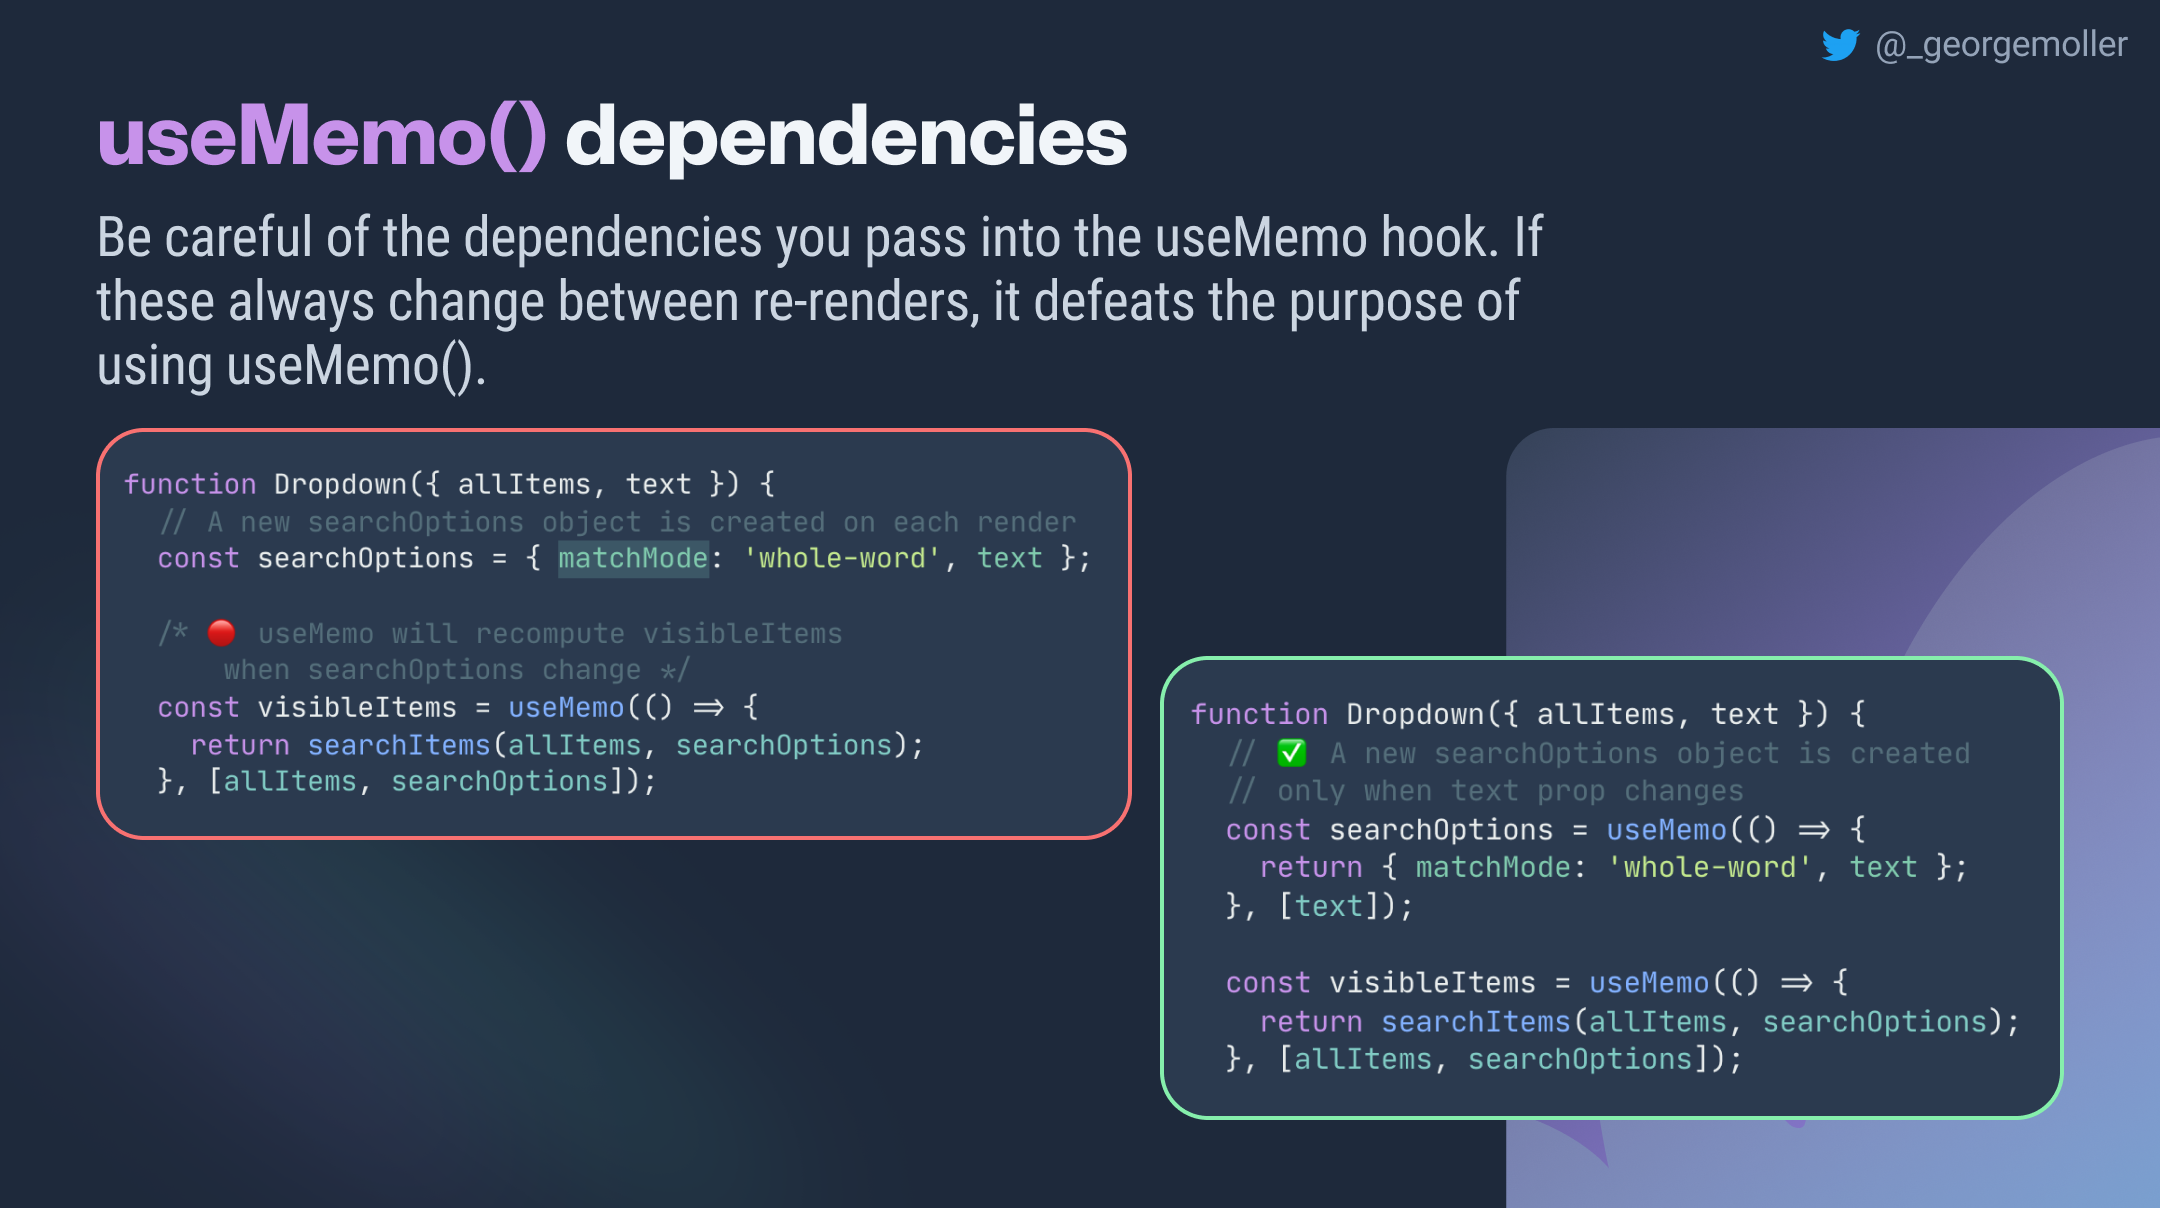 @_georgemoller
useMemo() dependencies
Be careful of the dependencies you pass into the useMemo hook. If
these always change between re-renders, it defeats the purpose of
using useMemo().
function Dropdown({ allItems, text }) {
  // A new searchOptions object is created on each render
  const searchOptions = { matchMode: 'whole-word', text };
  /* 🔴 useMemo will recompute visibleItems
      when searchOptions change */
  const visibleItems = useMemo(() => {
    return searchItems(allItems, searchOptions);
  }, [allItems, searchOptions]);
function Dropdown({ allItems, text }) {
  // ✅ A new searchOptions object is created
  // only when text prop changes
  const searchOptions = useMemo(() => {
    return { matchMode: 'whole-word', text };
  }, [text]);
  const visibleItems = useMemo(() => {
    return searchItems(allItems, searchOptions);
  }, [allItems, searchOptions]);